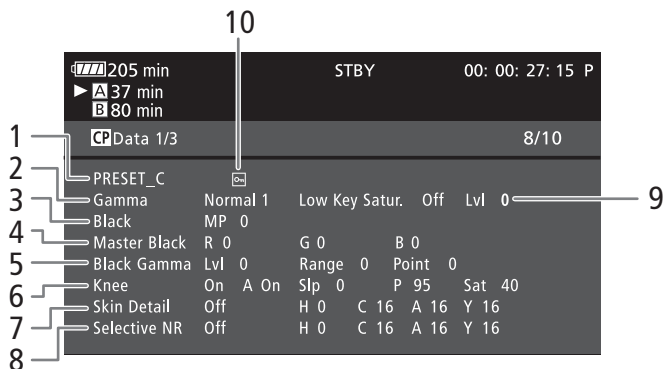 10
205 min STBY 00: 00: 27: 15 P
A 37 min
B 80 min
CP Data 1/3 8/10
1 PRESET_C
2 Gamma Normal 1 Low Key Satur. Off Lvl 0 9
3 Black MP 0
4 Master Black R 0 G 0 B 0
5 Black Gamma Lvl 0 Range 0 Point 0
6 Knee On A On Slp 0 P 95 Sat 40
7 Skin Detail Off H 0 C 16 A 16 Y 16
8 Selective NR Off H 0 C 16 A 16 Y 16